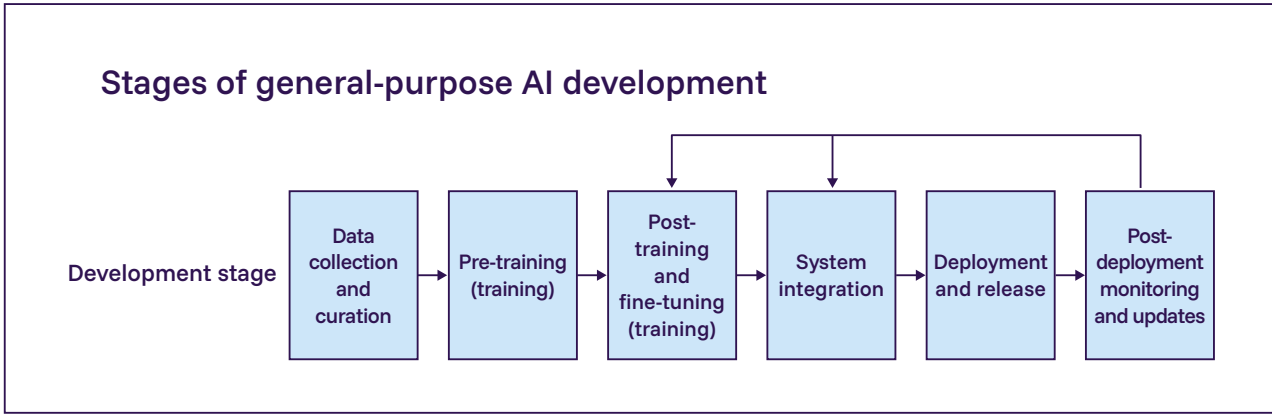 Stages of general-purpose AI development
Development stage
Data
collection
and
curation
Pre-training
(training)
Post-
training
and
fine-tuning
(training)
System
integration
Deployment
and release
Post-
deployment
monitoring
and updates